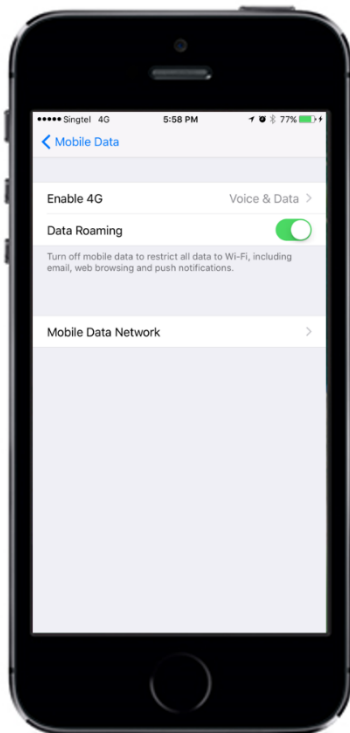 Singtel 4G 5:58 PM 77%
Mobile Data
Enable 4G Voice & Data
Data Roaming
Turn off mobile data to restrict all data to Wi-Fi, including
email, web browsing and push notifications.
Mobile Data Network